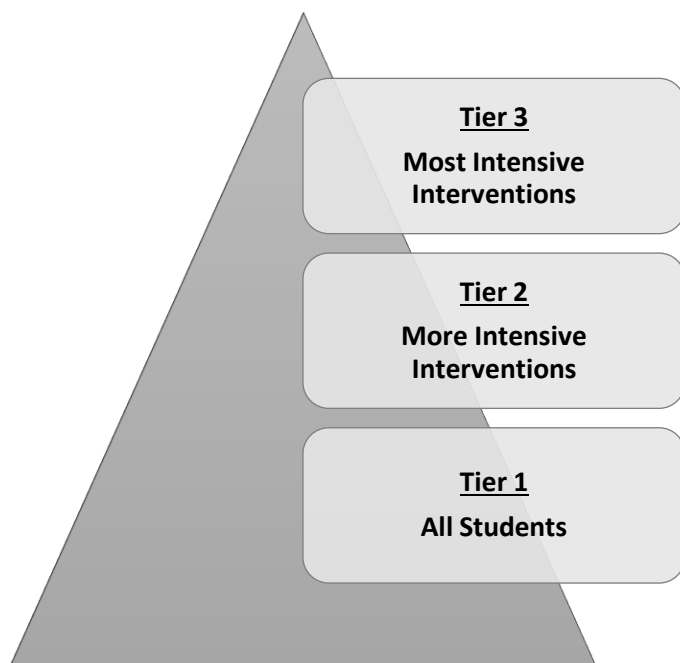 Tier 3
Most Intensive
Interventions
Tier 2
More Intensive
Interventions
Tier 1
All Students